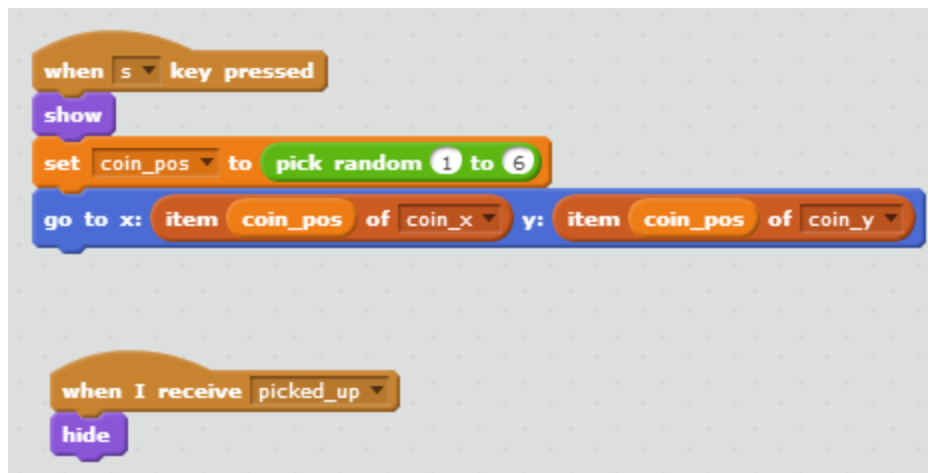 when s key pressed
show
set coin_pos to pick random 1 to 6
go to x: item coin_pos of coin_x y: item coin_pos of coin_y
when I receive picked_up
hide